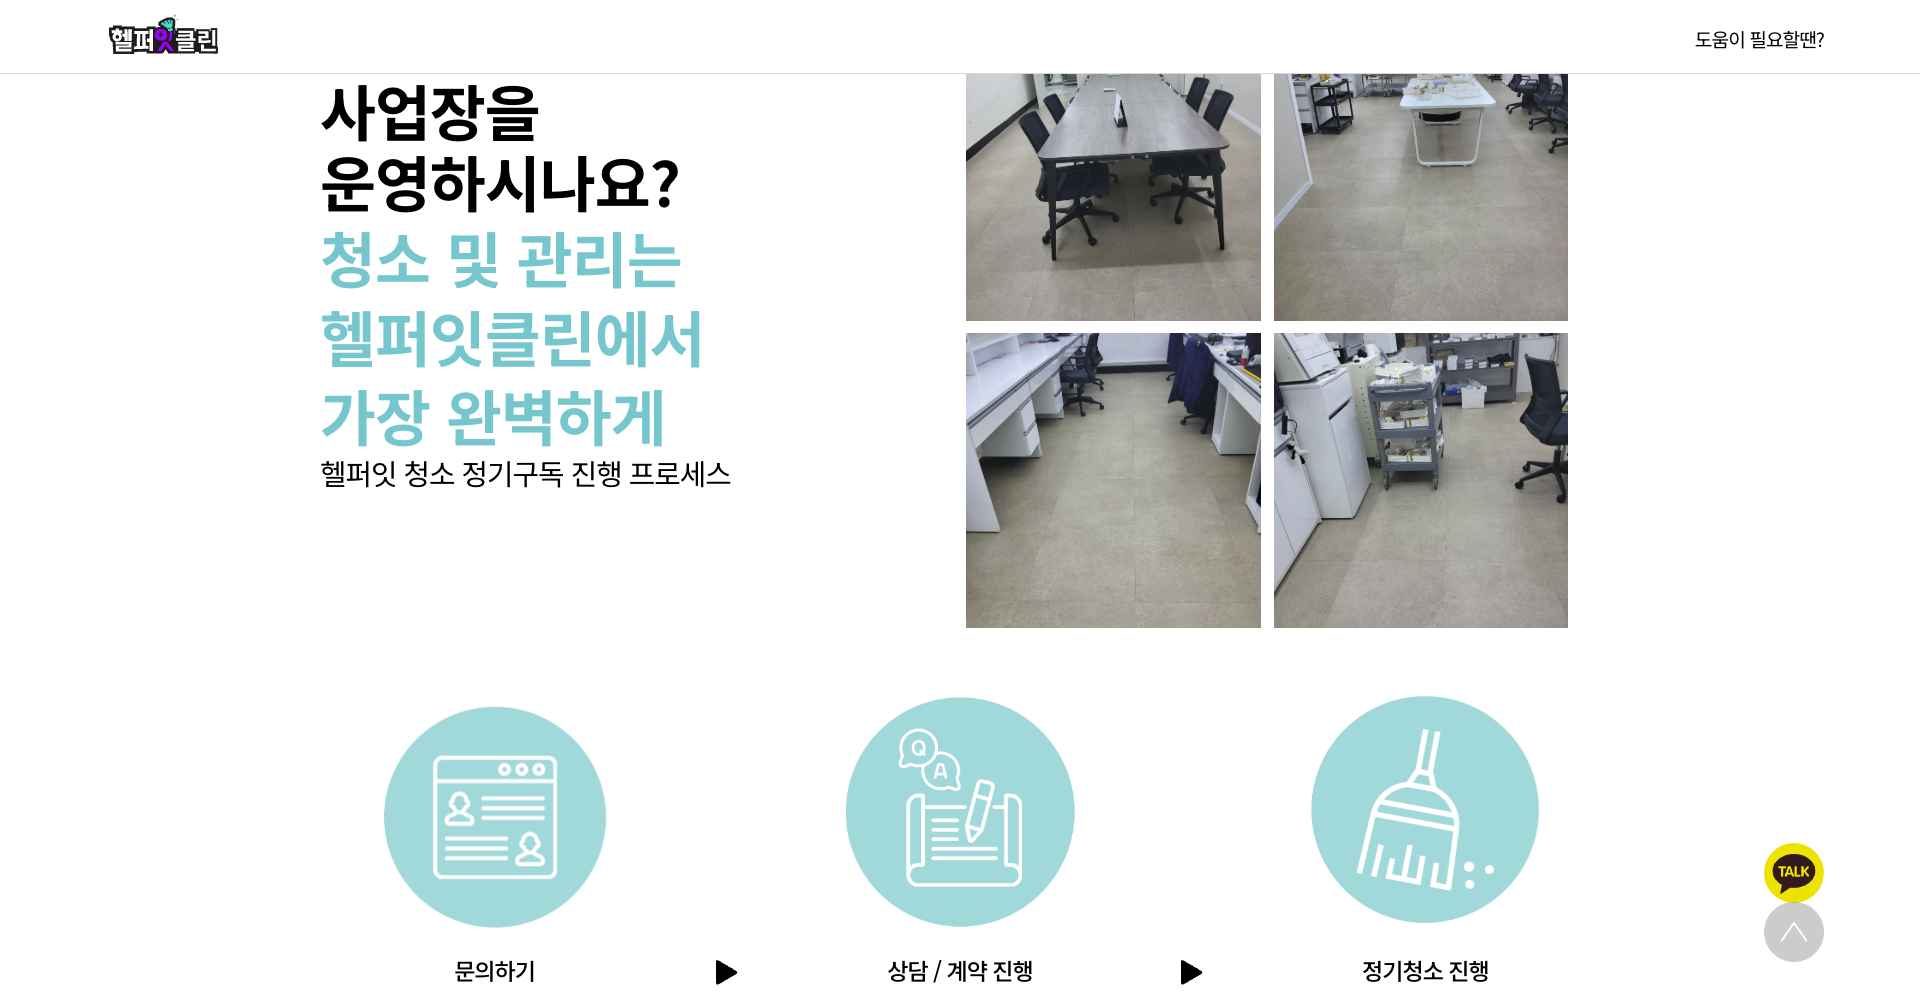 헬퍼잇클린
도움이 필요할땐?
사업장을
운영하시나요?
청소 및 관리는
헬퍼잇클린에서
가장 완벽하게
헬퍼잇 청소 정기구독 진행 프로세스
Q
A
TALK
문의하기
상담 / 계약 진행
정기청소 진행